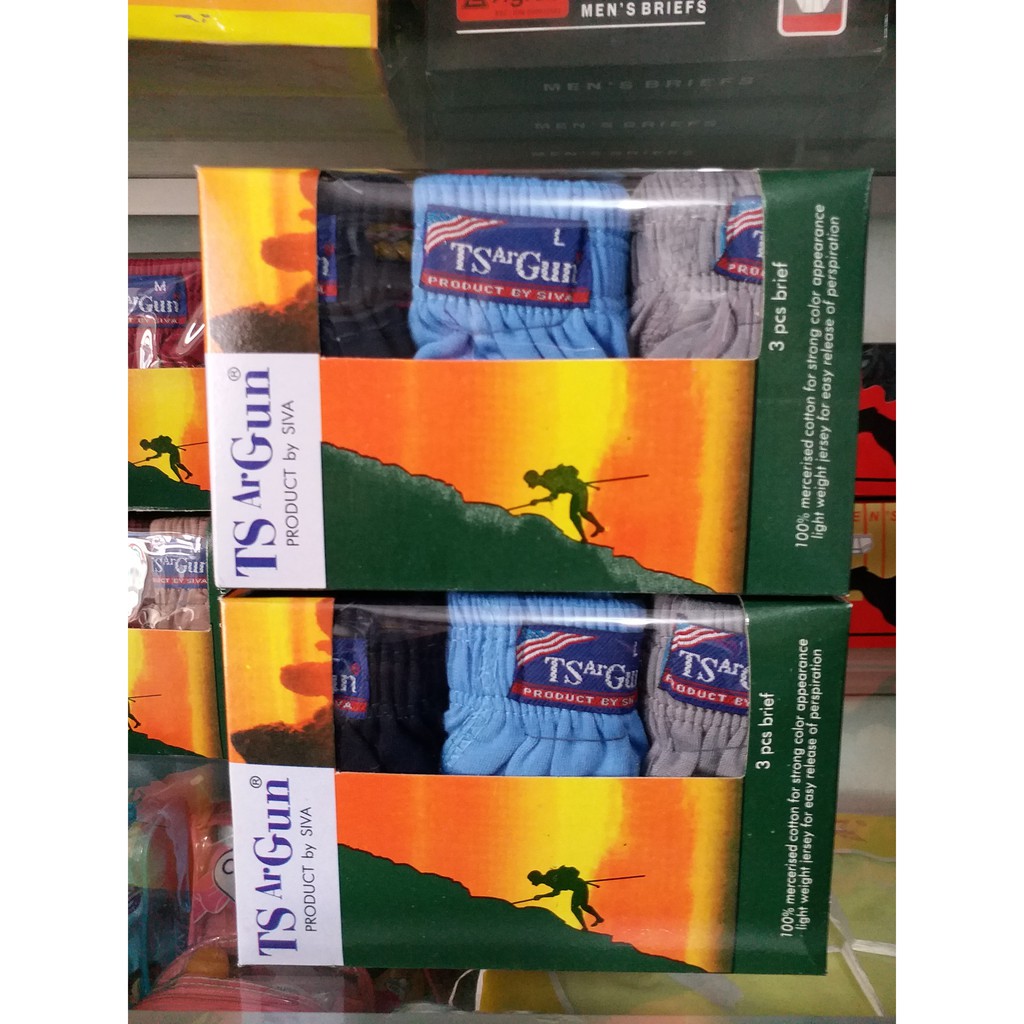 MEN'S BRIEFS
MEN'S BRIEFS
MEN'S BRIEFS
MEN'S BRIEFS
L
TSArGun
PRODUCT BY SIVA
TS ArGun®
PRODUCT by SIVA
3 pcs brief
100% mercerised cotton for strong color appearance
light weight jersey for easy release of perspiration
M
PRODUCT BY
TS ArGun®
PRODUCT by SIVA
3 pcs brief
100% mercerised cotton for strong color appearance
light weight jersey for easy release of perspiration